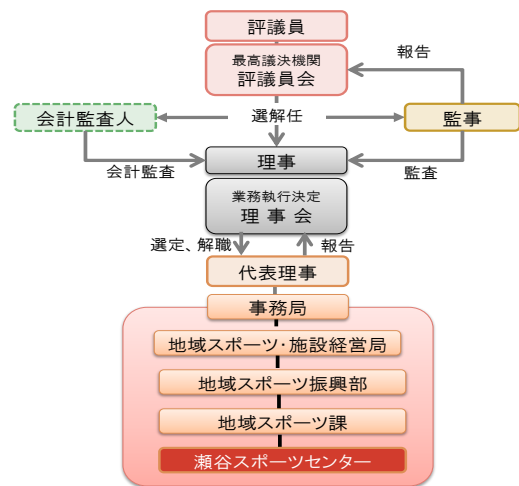 評議員
最高議決機関
評議員会
報告
会計監査人
選解任
監事
会計監査
理事
監査
業務執行決定
理事会
選定、解職
報告
代表理事
事務局
地域スポーツ・施設経営局
地域スポーツ振興部
地域スポーツ課
瀬谷スポーツセンター